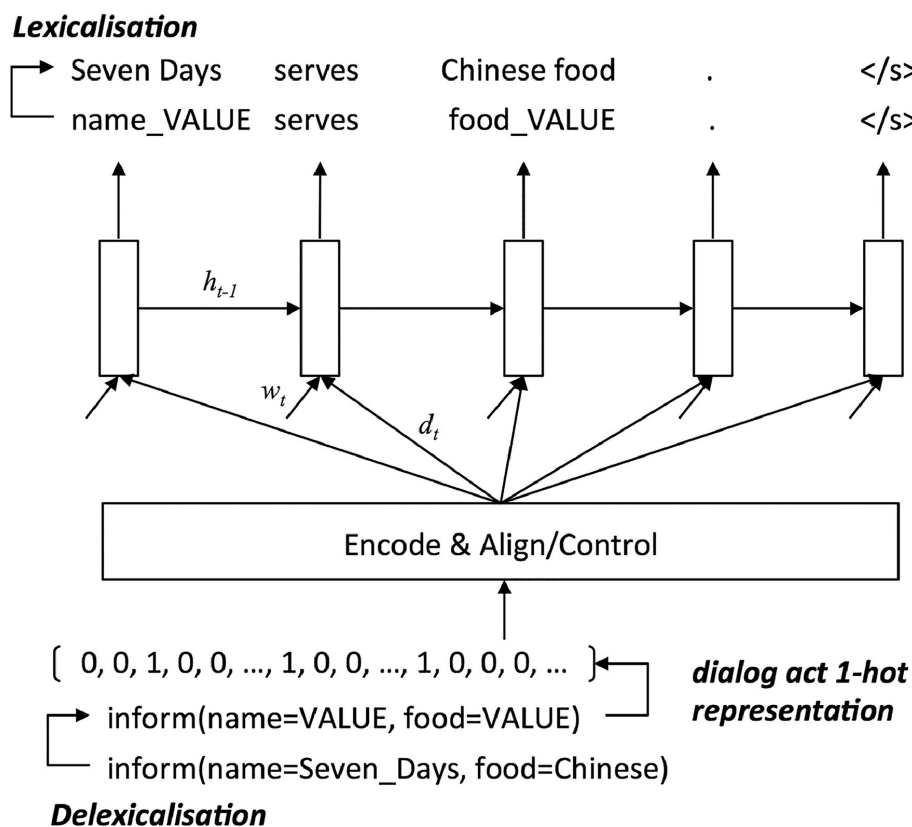 Lexicalisation
Seven Days serves Chinese food . </s>
name_VALUE serves food_VALUE . </s>
h_{t-1}
w_t
d_t
Encode & Align/Control
[ 0, 0, 1, 0, 0, ..., 1, 0, 0, ..., 1, 0, 0, 0, ... ]
dialog act 1-hot
representation
inform(name=VALUE, food=VALUE)
inform(name=Seven_Days, food=Chinese)
Delexicalisation